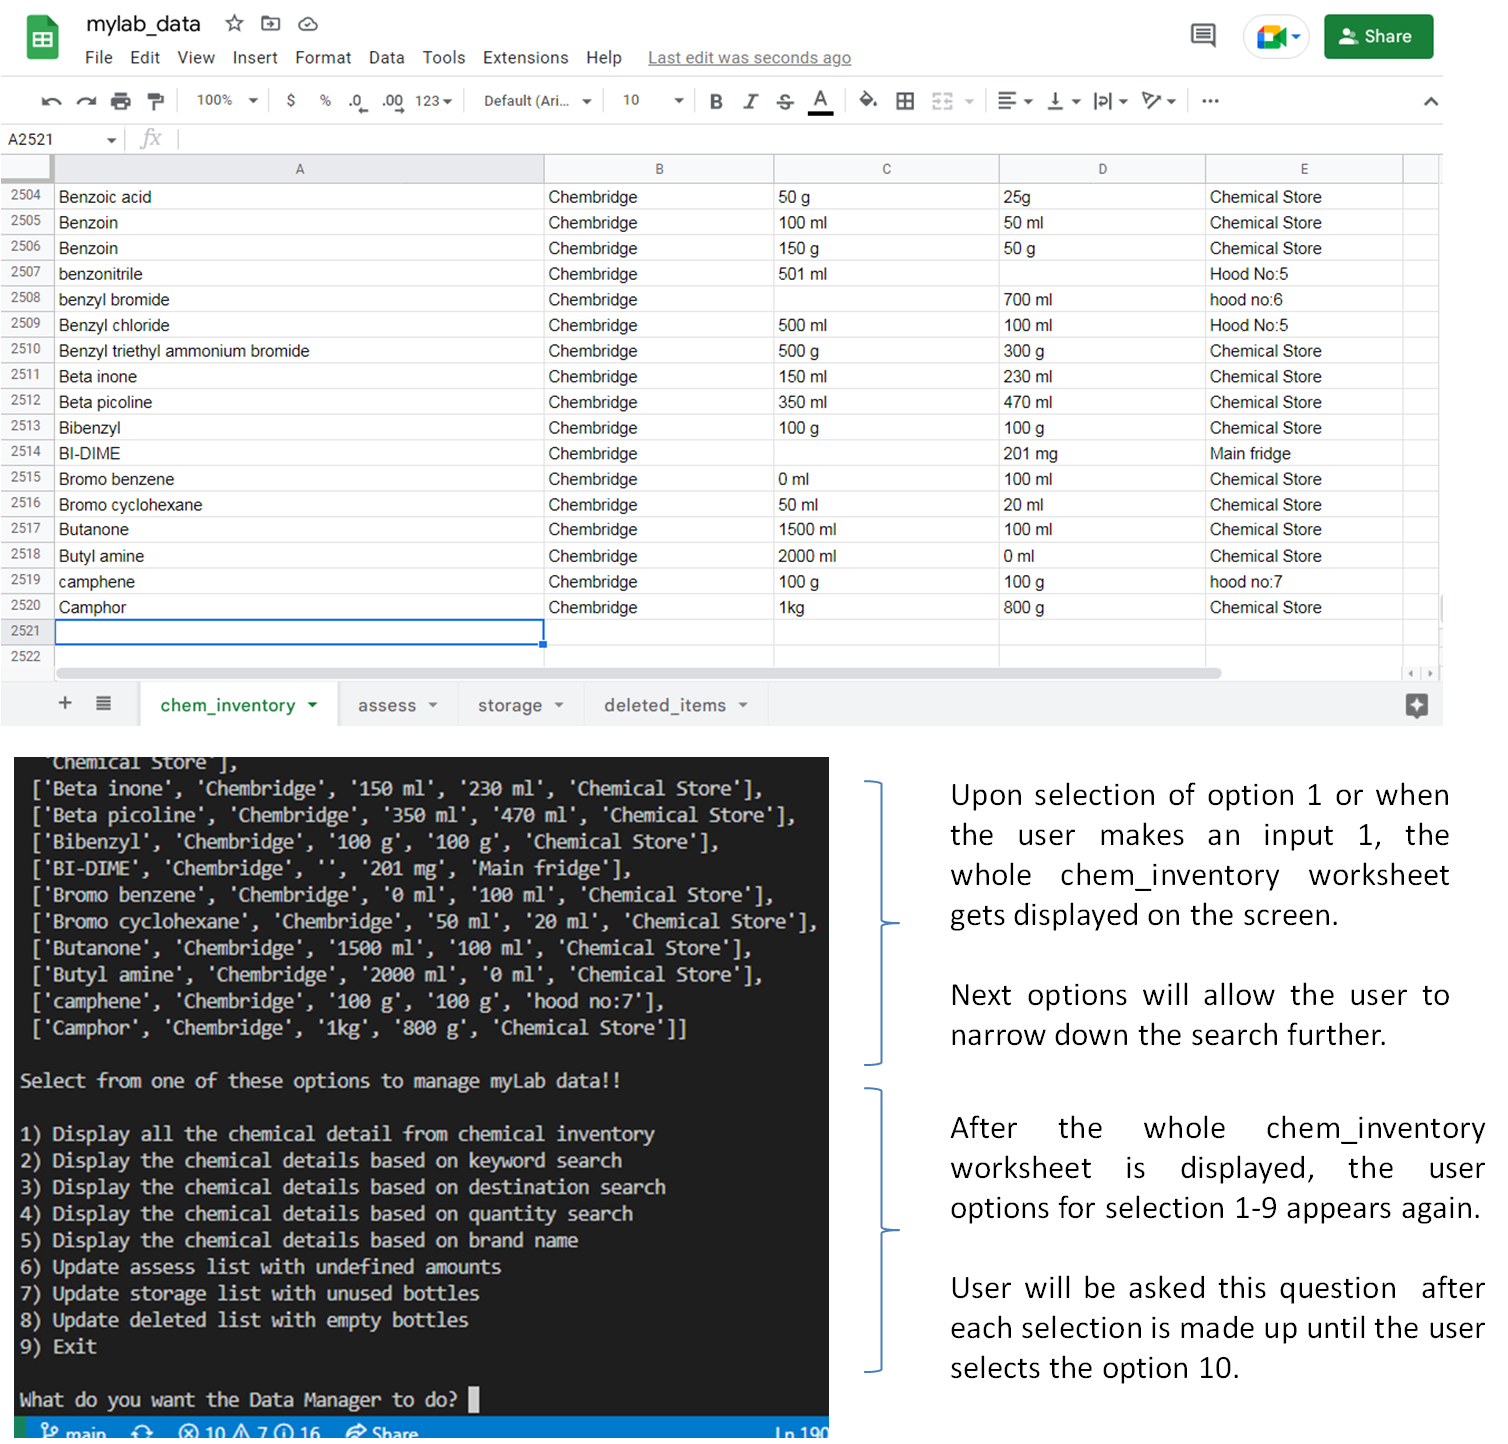 mylab_data
File Edit View Insert Format Data Tools Extensions Help Last edit was seconds ago
Share
100% $ % .0 .00 123 Default (Ari... 10 B I S A ...
A2521 fx
A B C D E
2504 Benzoic acid Chembridge 50 g 25g Chemical Store
2505 Benzoin Chembridge 100 ml 50 ml Chemical Store
2506 Benzoin Chembridge 150 g 50 g Chemical Store
2507 benzonitrile Chembridge 501 ml Hood No:5
2508 benzyl bromide Chembridge 700 ml hood no:6
2509 Benzyl chloride Chembridge 500 ml 100 ml Hood No:5
2510 Benzyl triethyl ammonium bromide Chembridge 500 g 300 g Chemical Store
2511 Beta inone Chembridge 150 ml 230 ml Chemical Store
2512 Beta picoline Chembridge 350 ml 470 ml Chemical Store
2513 Bibenzyl Chembridge 100 g 100 g Chemical Store
2514 BI-DIME Chembridge 201 mg Main fridge
2515 Bromo benzene Chembridge 0 ml 100 ml Chemical Store
2516 Bromo cyclohexane Chembridge 50 ml 20 ml Chemical Store
2517 Butanone Chembridge 1500 ml 100 ml Chemical Store
2518 Butyl amine Chembridge 2000 ml 0 ml Chemical Store
2519 camphene Chembridge 100 g 100 g hood no:7
2520 Camphor Chembridge 1kg 800 g Chemical Store
2521
2522
+ chem_inventory assess storage deleted_items
'Chemical Store'],
['Beta inone', 'Chembridge', '150 ml', '230 ml', 'Chemical Store'],
['Beta picoline', 'Chembridge', '350 ml', '470 ml', 'Chemical Store'],
['Bibenzyl', 'Chembridge', '100 g', '100 g', 'Chemical Store'],
['BI-DIME', 'Chembridge', '', '201 mg', 'Main fridge'],
['Bromo benzene', 'Chembridge', '0 ml', '100 ml', 'Chemical Store'],
['Bromo cyclohexane', 'Chembridge', '50 ml', '20 ml', 'Chemical Store'],
['Butanone', 'Chembridge', '1500 ml', '100 ml', 'Chemical Store'],
['Butyl amine', 'Chembridge', '2000 ml', '0 ml', 'Chemical Store'],
['camphene', 'Chembridge', '100 g', '100 g', 'hood no:7'],
['Camphor', 'Chembridge', '1kg', '800 g', 'Chemical Store']]
Select from one of these options to manage myLab data!!
1) Display all the chemical detail from chemical inventory
2) Display the chemical details based on keyword search
3) Display the chemical details based on destination search
4) Display the chemical details based on quantity search
5) Display the chemical details based on brand name
6) Update assess list with undefined amounts
7) Update storage list with unused bottles
8) Update deleted list with empty bottles
9) Exit
What do you want the Data Manager to do?
main 10 7 16 Share Ln 190
Upon selection of option 1 or when
the user makes an input 1, the
whole chem_inventory worksheet
gets displayed on the screen.
Next options will allow the user to
narrow down the search further.
After the whole chem_inventory
worksheet is displayed, the user
options for selection 1-9 appears again.
User will be asked this question after
each selection is made up until the user
selects the option 10.